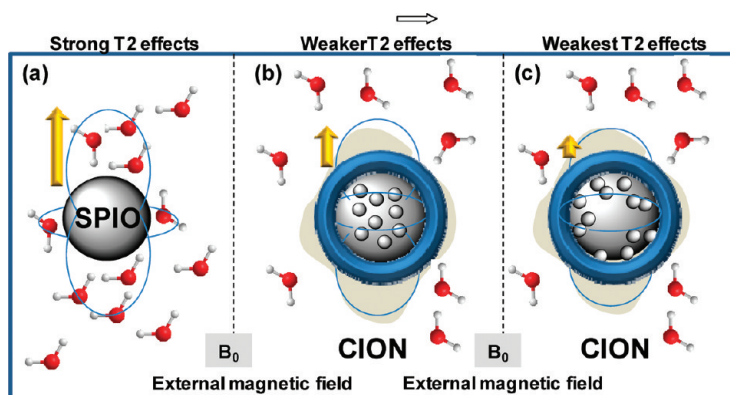 Strong T2 effects
WeakerT2 effects
Weakest T2 effects
(a)
(b)
(c)
SPIO
B0
CION
B0
CION
External magnetic field
External magnetic field